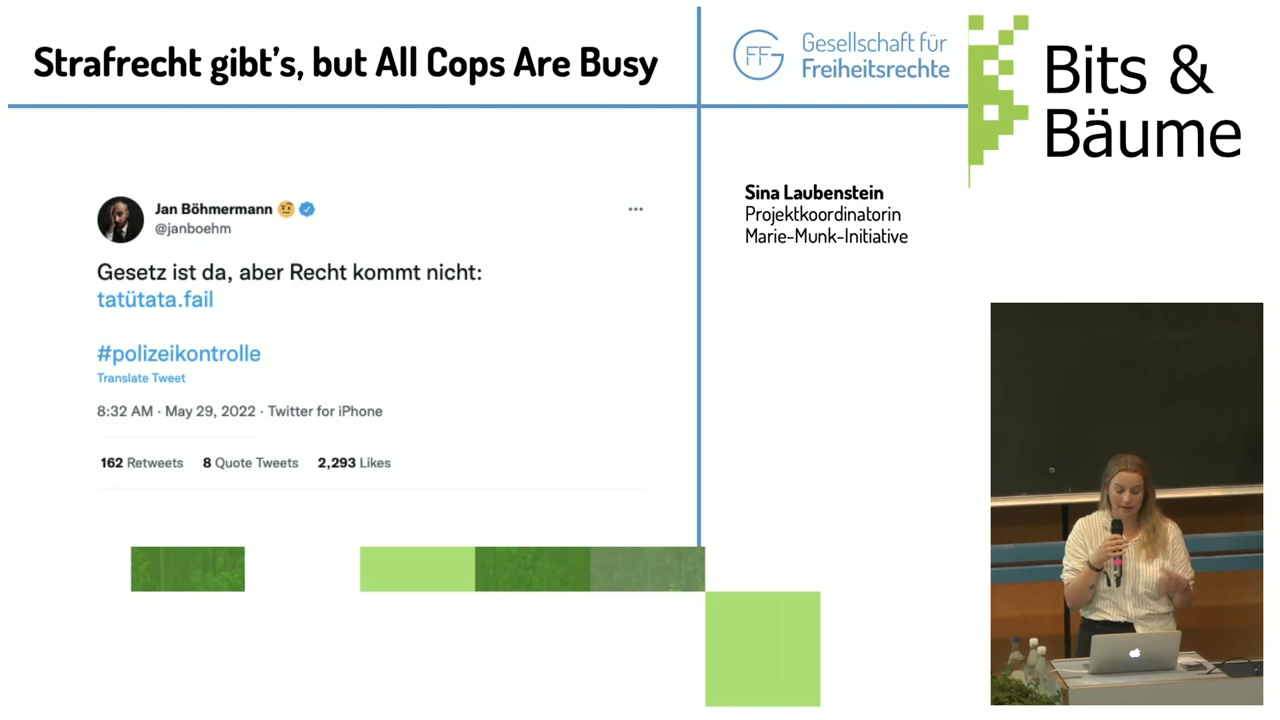 Strafrecht gibt's, but All Cops Are Busy
GFF
Gesellschaft für
Freiheitsrechte
Bits &
Bäume
Jan Böhmermann 🤨
@janboehm
Gesetz ist da, aber Recht kommt nicht:
tatütata.fail
#polizeikontrolle
Translate Tweet
8:32 AM · May 29, 2022 · Twitter for iPhone
162 Retweets 8 Quote Tweets 2,293 Likes
Sina Laubenstein
Projektkoordinatorin
Marie-Munk-Initiative